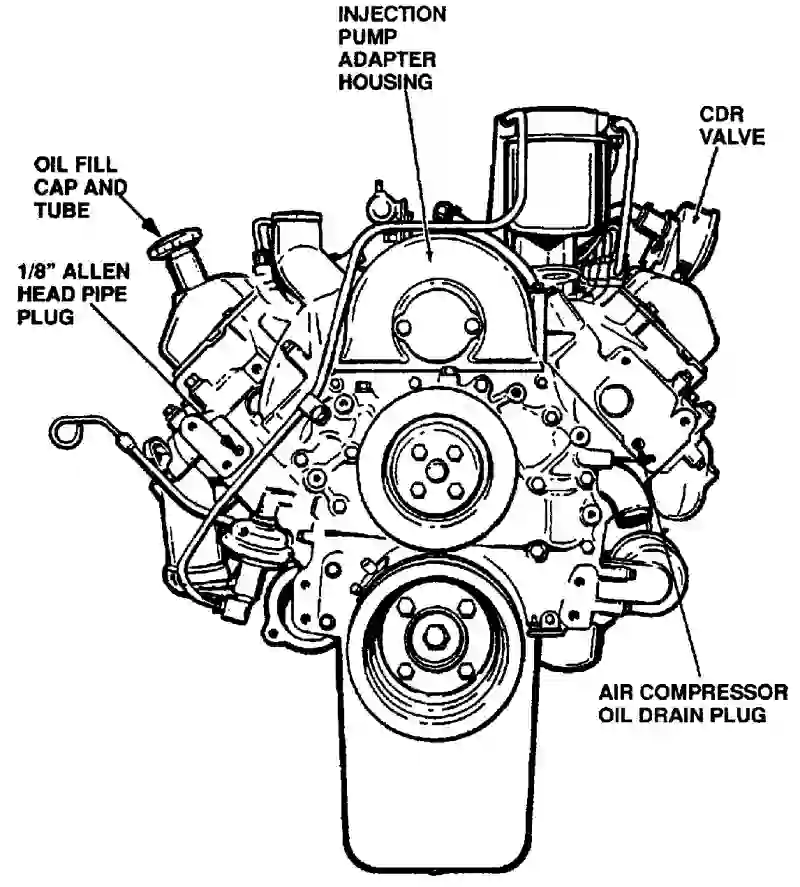 INJECTION
PUMP
ADAPTER
HOUSING
CDR
VALVE
OIL FILL
CAP AND
TUBE
1/8” ALLEN
HEAD PIPE
PLUG
AIR COMPRESSOR
OIL DRAIN PLUG